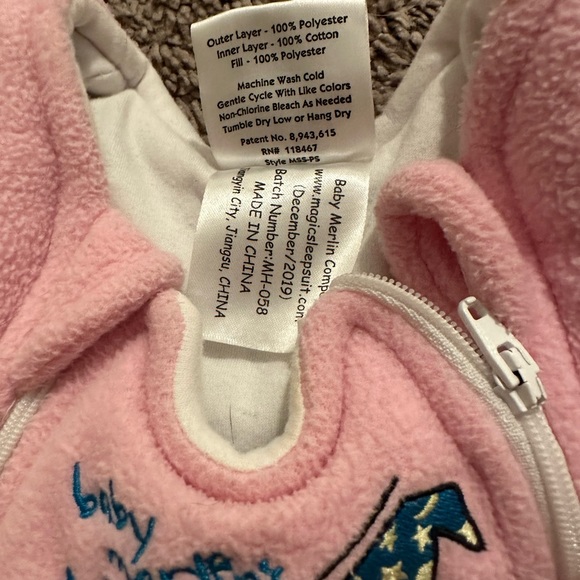 Outer Layer - 100% Polyester
Inner Layer - 100% Cotton
Fill - 100% Polyester
Machine Wash Cold
Gentle Cycle With Like Colors
Non-Chlorine Bleach As Needed
Tumble Dry Low or Hang Dry
Patent No. 8,943,615
RN# 118467
Style MSS-PS
Baby Merlin Comp
www.magicsleepsuit.com
(December/2019)
Batch Number:MH-058
MADE IN CHINA
City, Jiangsu, CHINA
baby